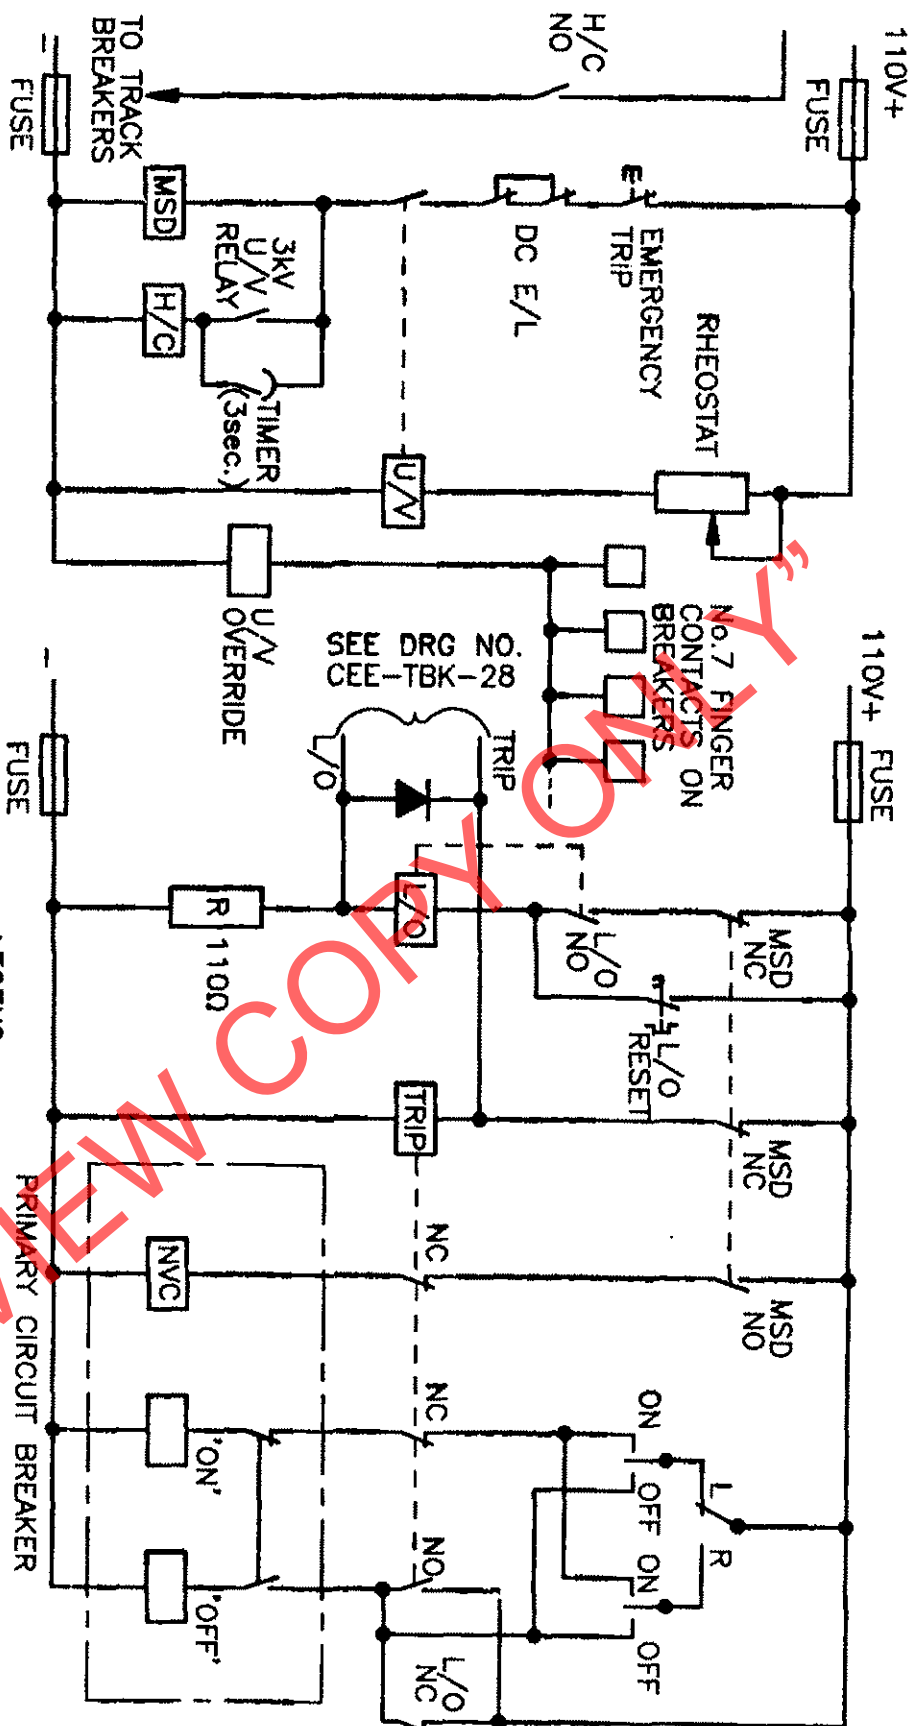 110V+
FUSE
H/C
NO
TO TRACK
BREAKERS
FUSE
MSD
H/C
3kV
U/V
RELAY
TIMER
(3sec.)
DC E/L
EMERGENCY
TRIP
RHEOSTAT
U/V
U/V
OVERRIDE
No.7 FINGER
CONTACTS ON
BREAKERS
SEE DRG NO.
CEE-TBK-28
TRIP
L/O
110V+
FUSE
FUSE
MSD
NC
L/O
NO
L/O
R
110Ω
L/O
RESET
MSD
NC
TRIP
MSD
NO
NC
NVC
PRIMARY CIRCUIT BREAKER
L
R
ON
OFF
ON
OFF
NC
NO
"ON"
"OFF"
L/O
NC
VIEW COPY ONLY”